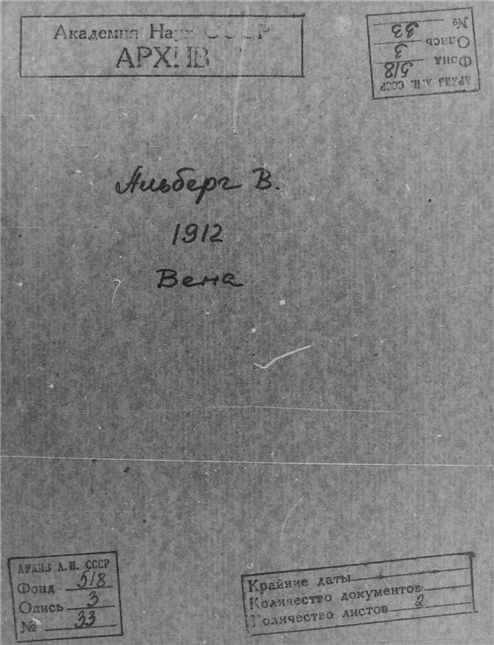 Академия Наук СССР
АРХИВ
АРХИВ А. Н. СССР
Фонд 518
Опись 3
№ 33
Альберг В.
1912
Вена
АРХИВ А.Н. СССР
Фонд 518
Опись 3
№ 33
Крайние даты
Количество документов
Количество листов 2